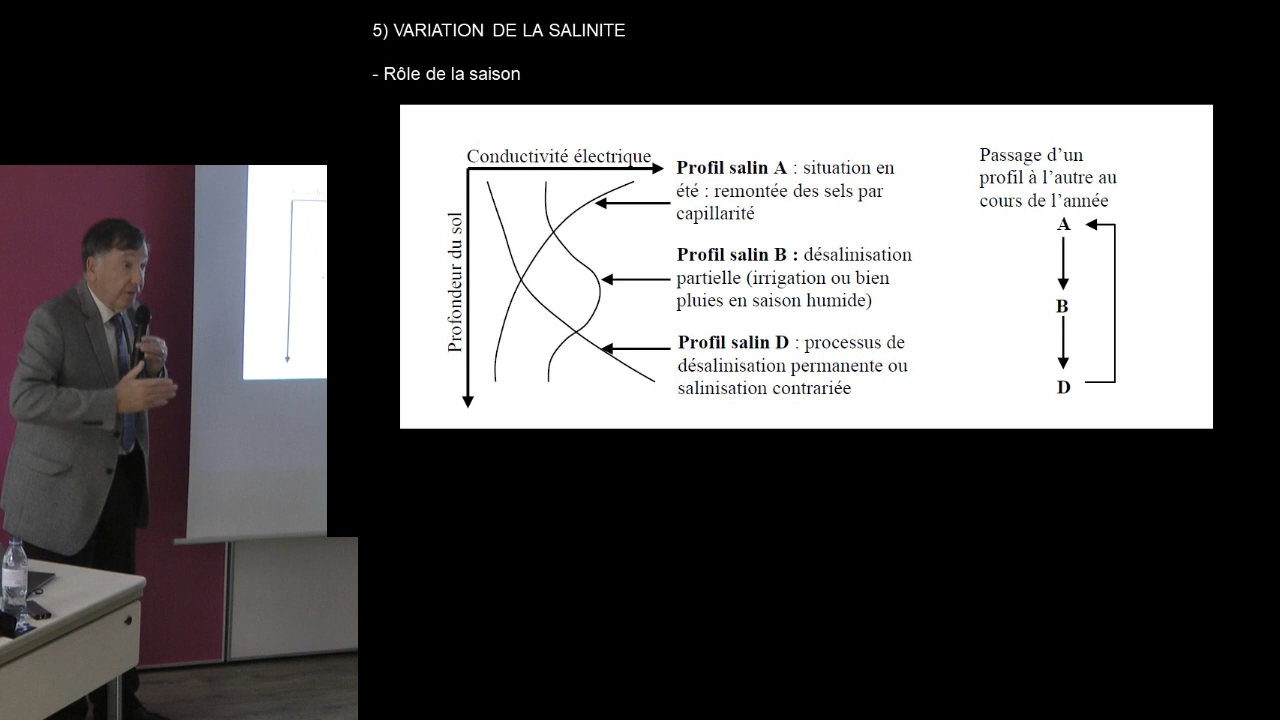 5) VARIATION DE LA SALINITE
- Rôle de la saison
Conductivité électrique
Profondeur du sol
Profil salin A : situation en
été : remontée des sels par
capillarité
Profil salin B : désalinisation
partielle (irrigation ou bien
pluies en saison humide)
Profil salin D : processus de
désalinisation permanente ou
salinisation contrariée
Passage d’un
profil à l’autre au
cours de l’année
A
B
D